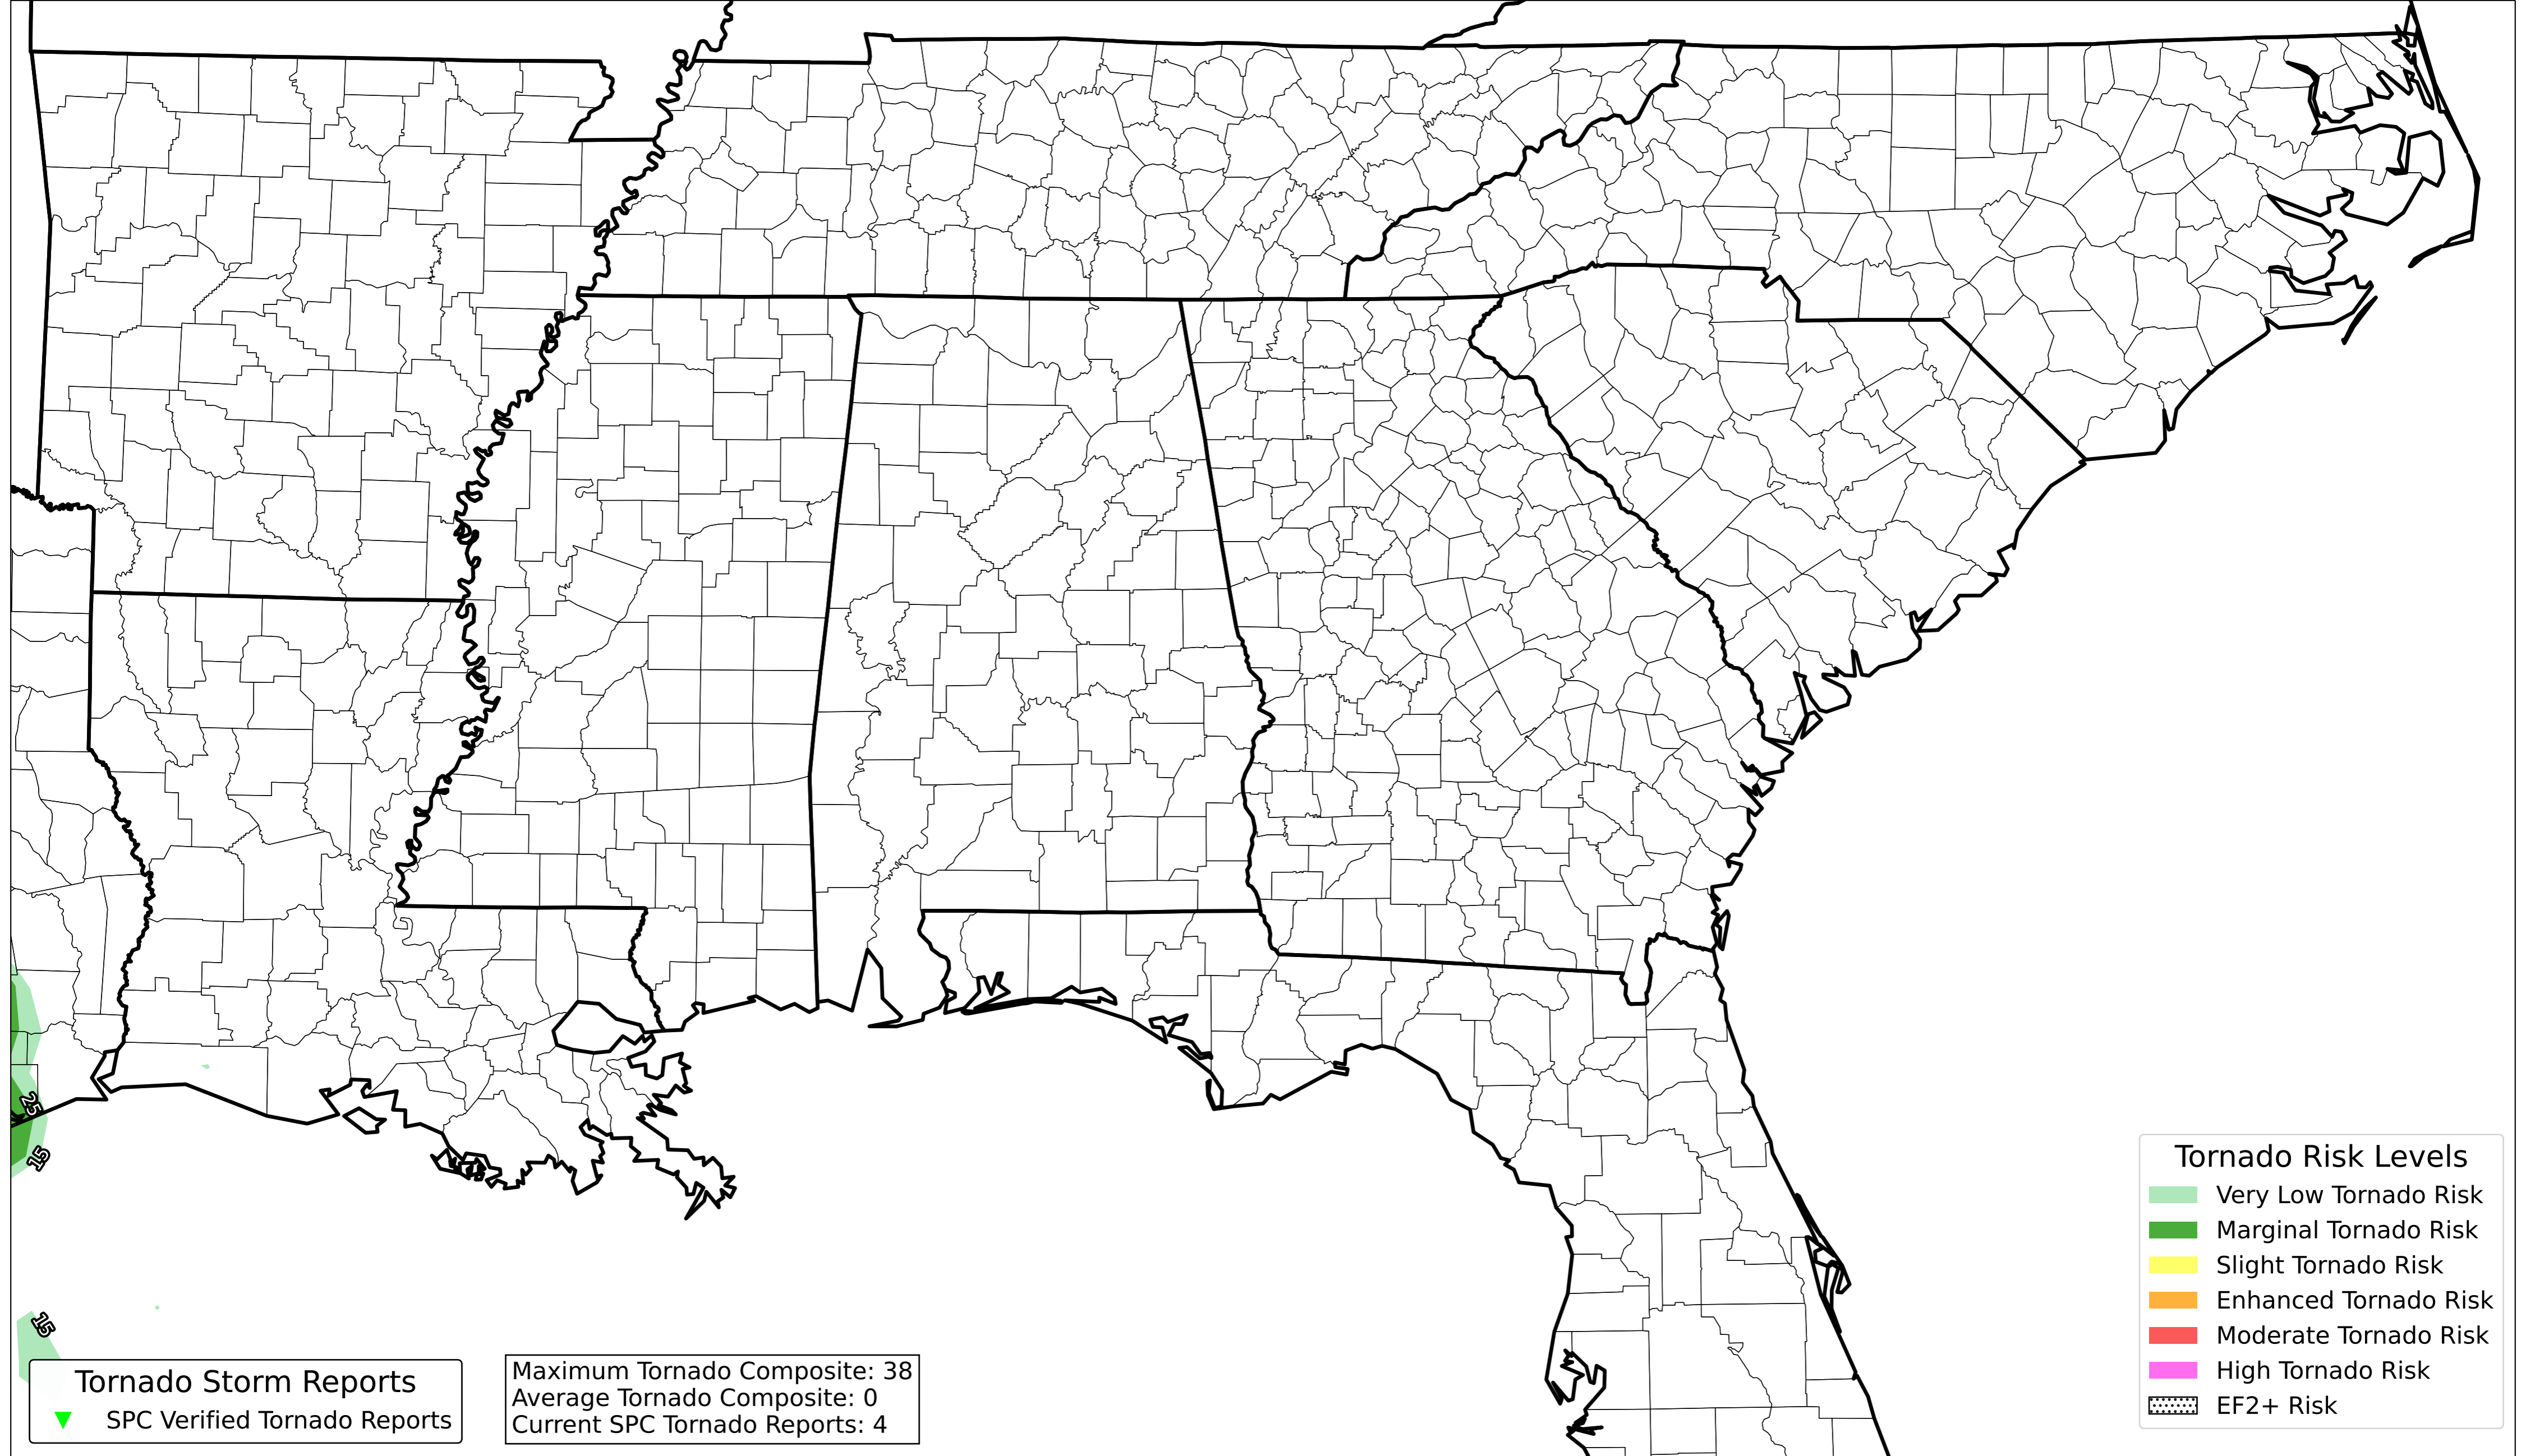 25
15
15
Tornado Storm Reports
SPC Verified Tornado Reports
Maximum Tornado Composite: 38
Average Tornado Composite: 0
Current SPC Tornado Reports: 4
Tornado Risk Levels
Very Low Tornado Risk
Marginal Tornado Risk
Slight Tornado Risk
Enhanced Tornado Risk
Moderate Tornado Risk
High Tornado Risk
EF2+ Risk